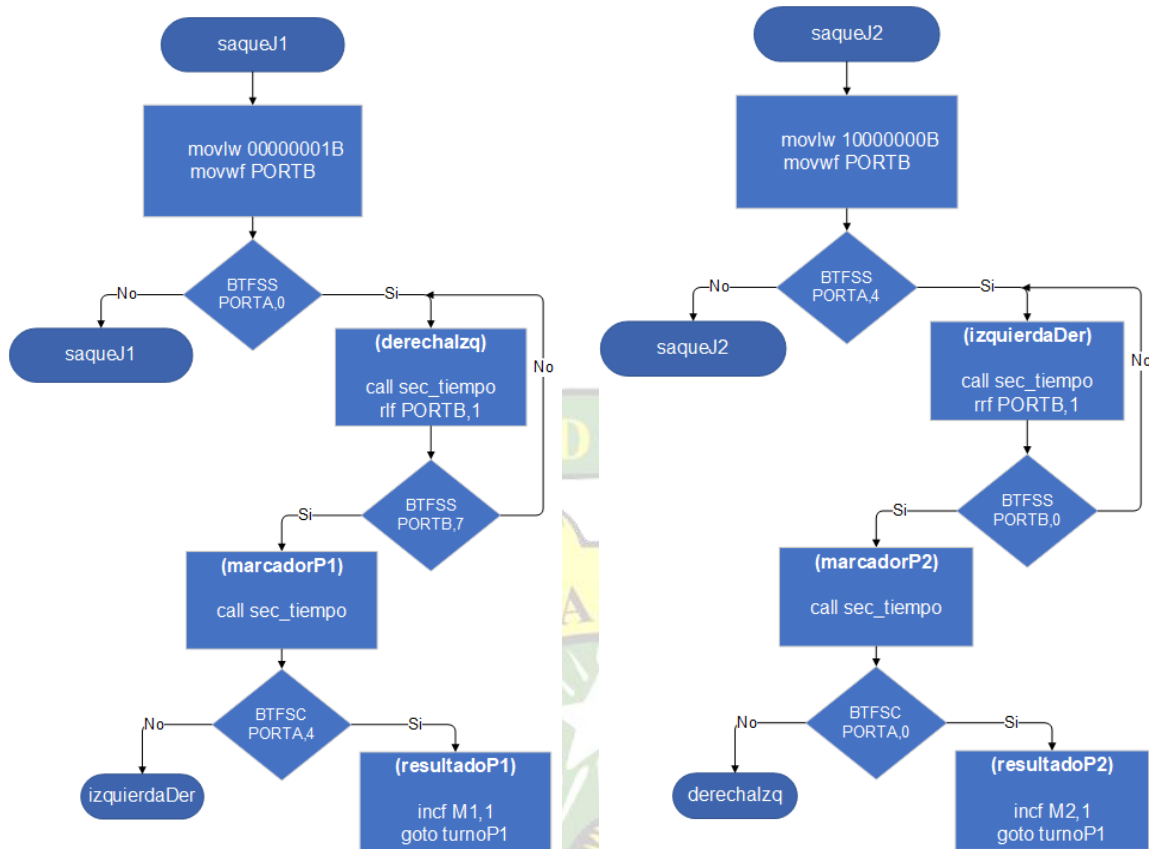 saqueJ1
movlw 00000001B
movwf PORTB
BTFSS
PORTA,0
No
Si
saqueJ1
(derechaIzq)
call sec_tiempo
rlf PORTB,1
No
BTFSS
PORTB,7
Si
(marcadorP1)
call sec_tiempo
BTFSC
PORTA,4
No
Si
izquierdaDer
(resultadoP1)
incf M1,1
goto turnoP1
saqueJ2
movlw 10000000B
movwf PORTB
BTFSS
PORTA,4
No
Si
saqueJ2
(izquierdaDer)
call sec_tiempo
rrf PORTB,1
No
BTFSS
PORTB,0
Si
(marcadorP2)
call sec_tiempo
BTFSC
PORTA,0
No
Si
derechaIzq
(resultadoP2)
incf M2,1
goto turnoP1
D
A